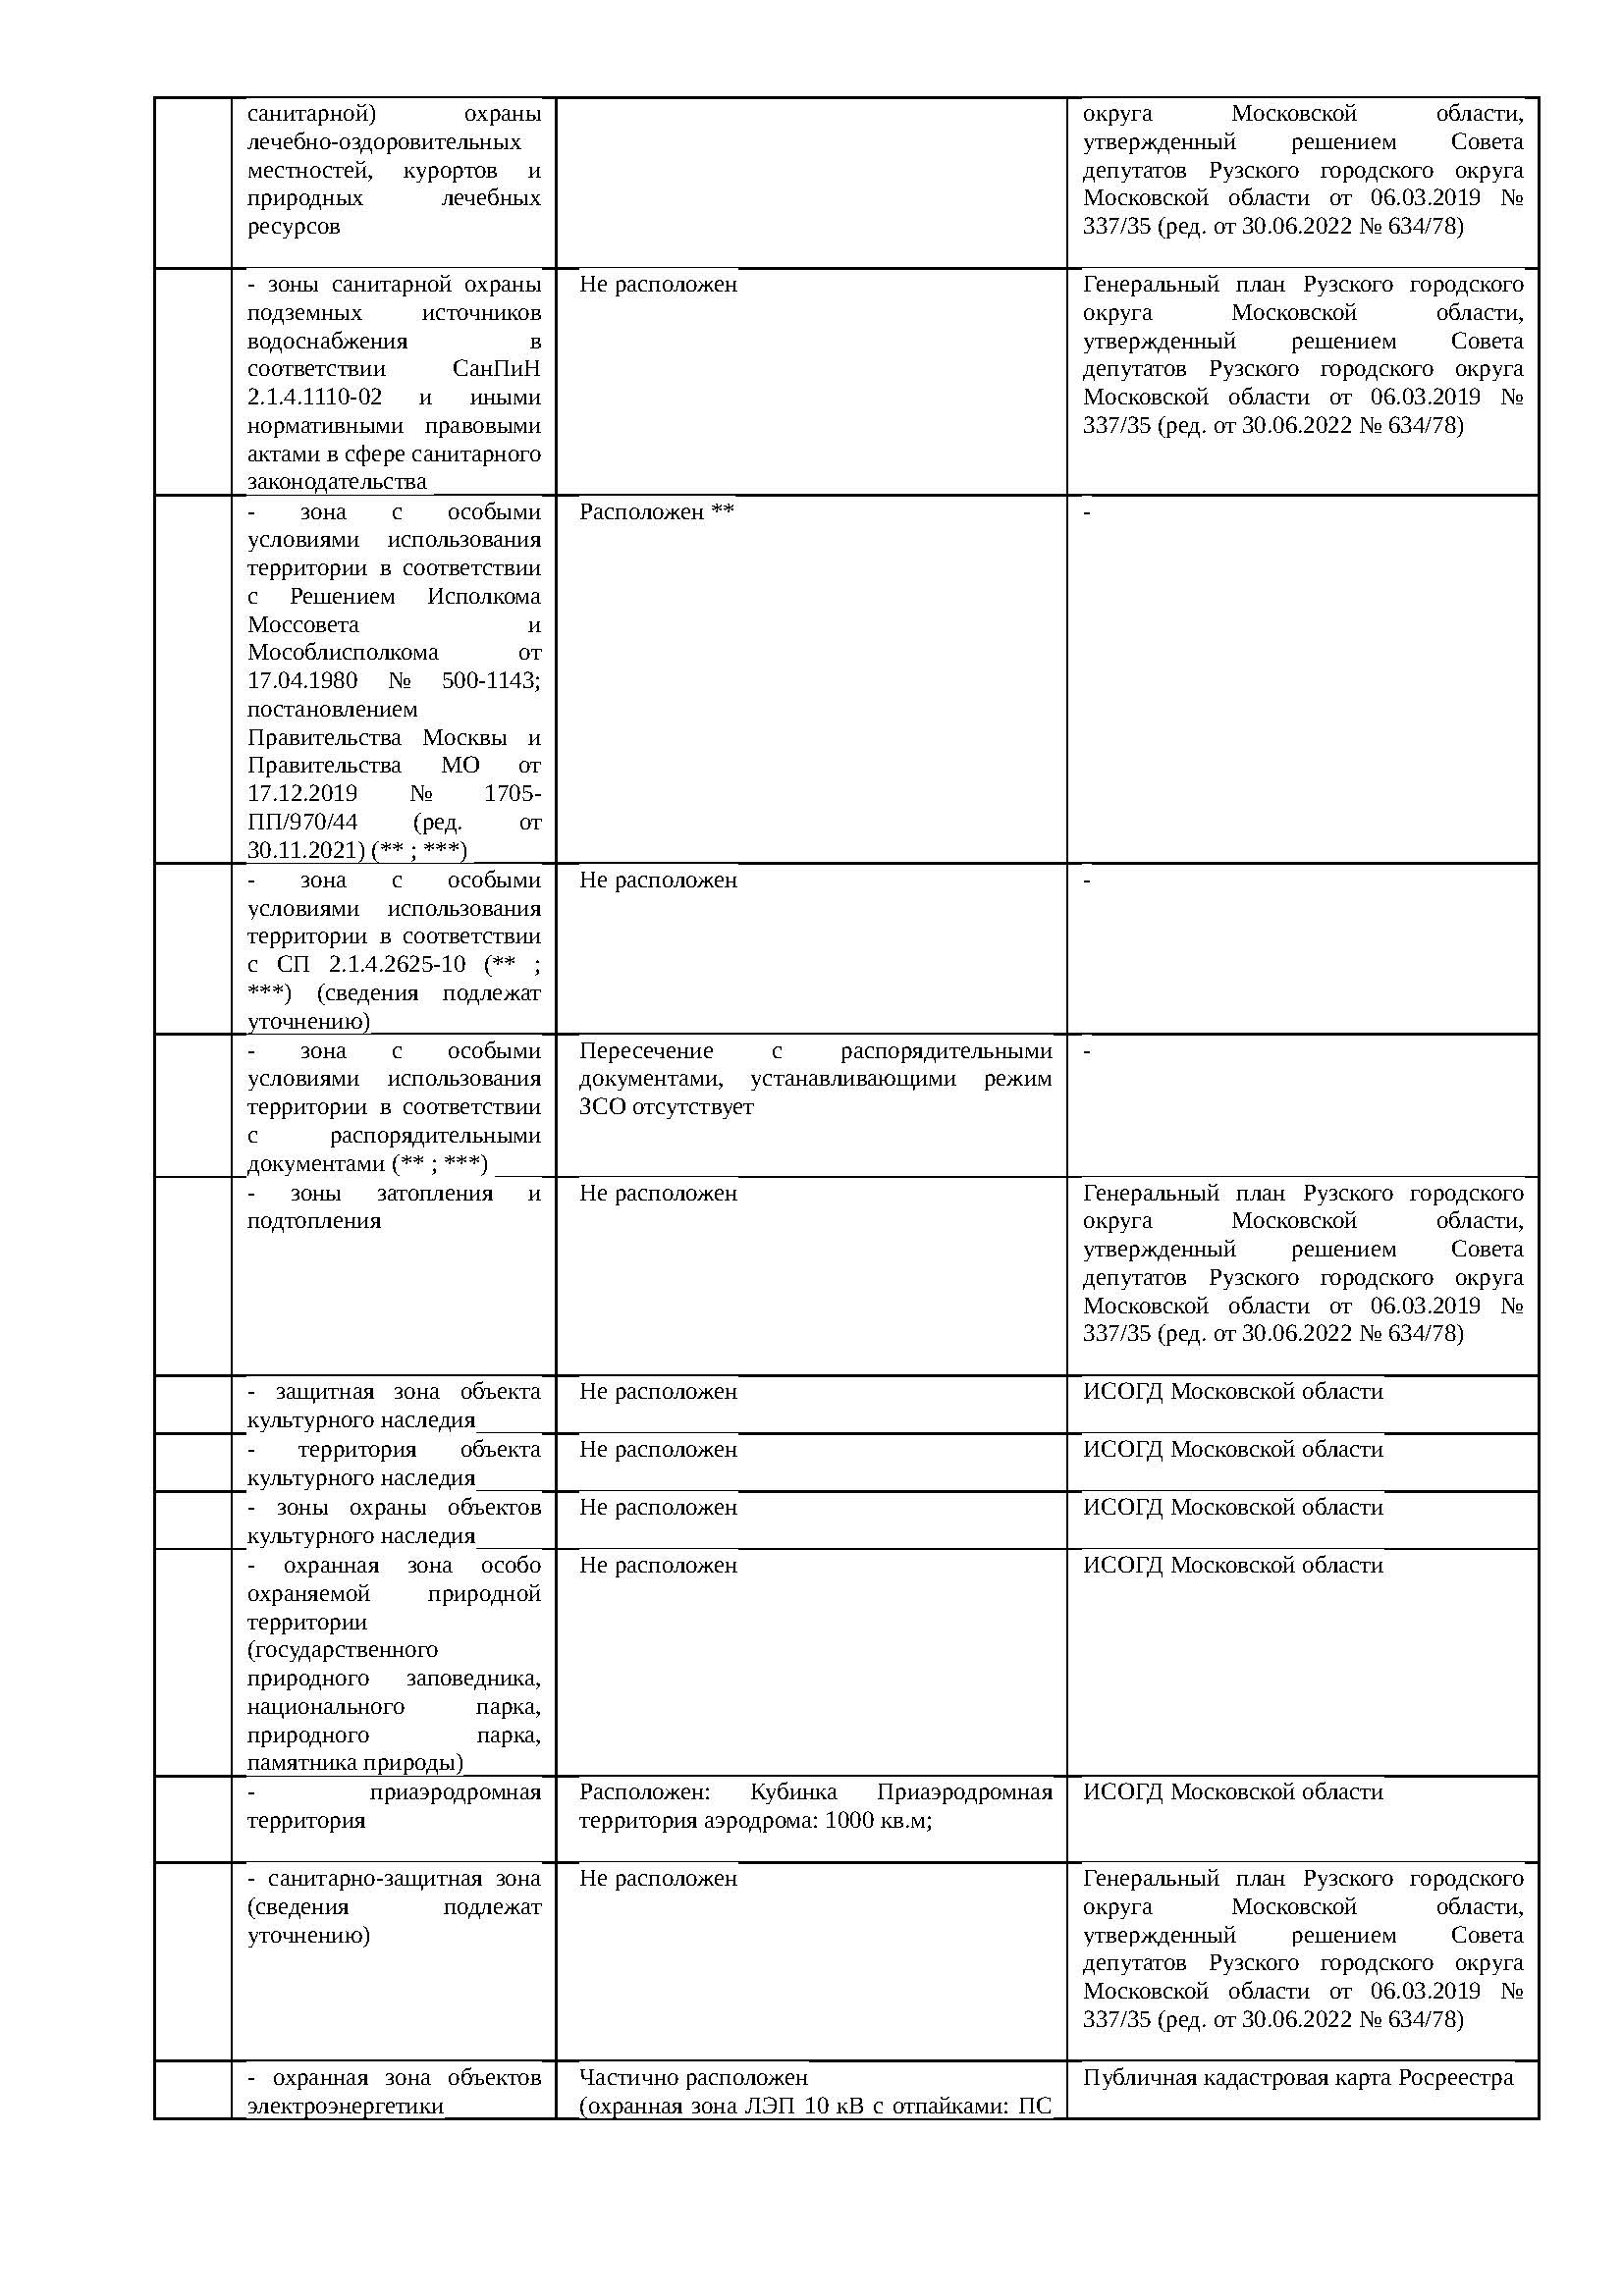 санитарной) охраны
лечебно-оздоровительных
местностей, курортов и
природных лечебных
ресурсов
округа Московской области,
утвержденный решением Совета
депутатов Рузского городского округа
Московской области от 06.03.2019 №
337/35 (ред. от 30.06.2022 № 634/78)
- зоны санитарной охраны
подземных источников
водоснабжения в
соответствии СанПиН
2.1.4.1110-02 и иными
нормативными правовыми
актами в сфере санитарного
законодательства
Не расположен
Генеральный план Рузского городского
округа Московской области,
утвержденный решением Совета
депутатов Рузского городского округа
Московской области от 06.03.2019 №
337/35 (ред. от 30.06.2022 № 634/78)
- зона с особыми
условиями использования
территории в соответствии
с Решением Исполкома
Моссовета и
Мособлисполкома от
17.04.1980 № 500-1143;
постановлением
Правительства Москвы и
Правительства МО от
17.12.2019 № 1705-
ПП/970/44 (ред. от
30.11.2021) (** ; ***)
Расположен **
-
- зона с особыми
условиями использования
территории в соответствии
с СП 2.1.4.2625-10 (** ;
***) (сведения подлежат
уточнению)
Не расположен
-
- зона с особыми
условиями использования
территории в соответствии
с распорядительными
документами (** ; ***)
Пересечение с распорядительными
документами, устанавливающими режим
ЗСО отсутствует
-
- зоны затопления и
подтопления
Не расположен
Генеральный план Рузского городского
округа Московской области,
утвержденный решением Совета
депутатов Рузского городского округа
Московской области от 06.03.2019 №
337/35 (ред. от 30.06.2022 № 634/78)
- защитная зона объекта
культурного наследия
Не расположен
ИСОГД Московской области
- территория объекта
культурного наследия
Не расположен
ИСОГД Московской области
- зоны охраны объектов
культурного наследия
Не расположен
ИСОГД Московской области
- охранная зона особо
охраняемой природной
территории
(государственного
природного заповедника,
национального парка,
природного парка,
памятника природы)
Не расположен
ИСОГД Московской области
- приаэродромная
территория
Расположен: Кубинка Приаэродромная
территория аэродрома: 1000 кв.м;
ИСОГД Московской области
- санитарно-защитная зона
(сведения подлежат
уточнению)
Не расположен
Генеральный план Рузского городского
округа Московской области,
утвержденный решением Совета
депутатов Рузского городского округа
Московской области от 06.03.2019 №
337/35 (ред. от 30.06.2022 № 634/78)
- охранная зона объектов
электроэнергетики
Частично расположен
(охранная зона ЛЭП 10 кВ с отпайками: ПС
Публичная кадастровая карта Росреестра